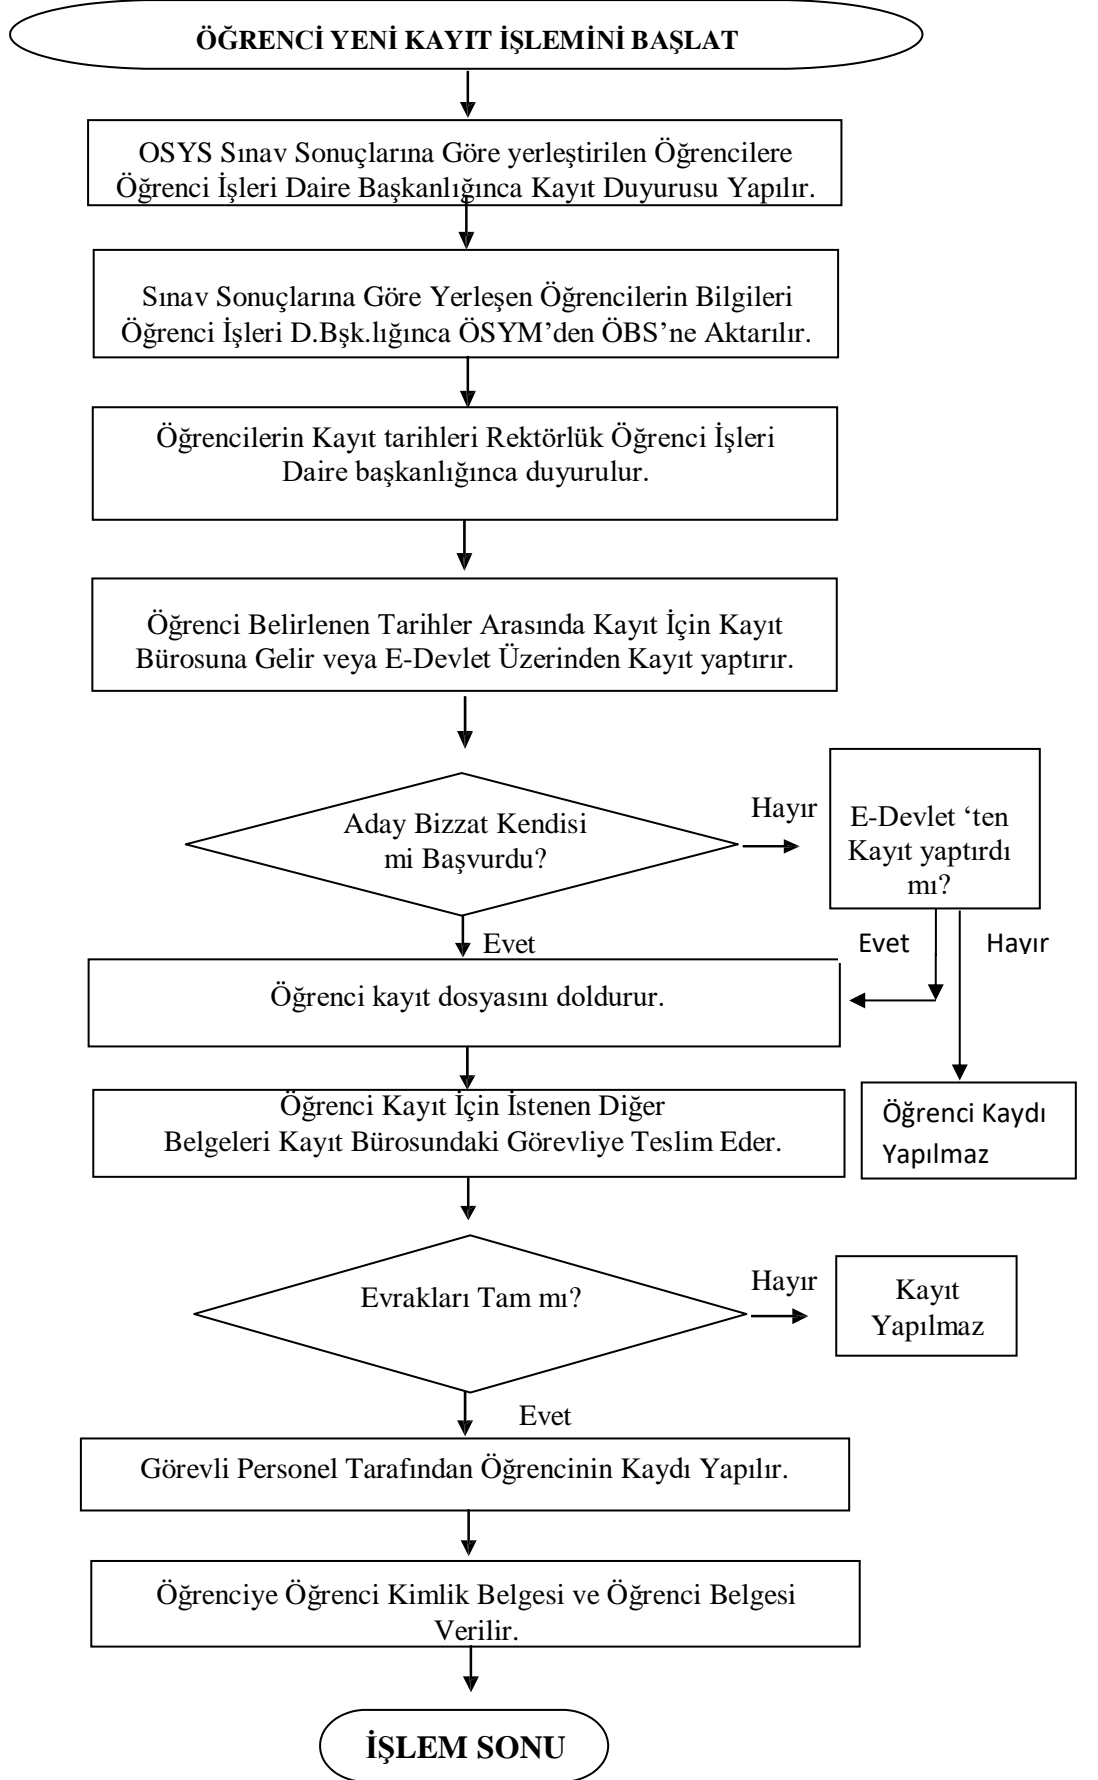 ÖĞRENCİ YENİ KAYIT İŞLEMİNİ BAŞLAT
OSYS Sınav Sonuçlarına Göre yerleştirilen Öğrencilere
Öğrenci İşleri Daire Başkanlığınca Kayıt Duyurusu Yapılır.
Sınav Sonuçlarına Göre Yerleşen Öğrencilerin Bilgileri
Öğrenci İşleri D.Bşk.lığınca ÖSYM’den ÖBS’ne Aktarılır.
Öğrencilerin Kayıt tarihleri Rektörlük Öğrenci İşleri
Daire başkanlığınca duyurulur.
Öğrenci Belirlenen Tarihler Arasında Kayıt İçin Kayıt
Bürosuna Gelir veya E-Devlet Üzerinden Kayıt yaptırır.
Aday Bizzat Kendisi
mi Başvurdu?
Hayır
E-Devlet ‘ten
Kayıt yaptırdı
mı?
Evet
Evet
Hayır
Öğrenci kayıt dosyasını doldurur.
Öğrenci Kayıt İçin İstenen Diğer
Belgeleri Kayıt Bürosundaki Görevliye Teslim Eder.
Öğrenci Kaydı
Yapılmaz
Evrakları Tam mı?
Hayır
Kayıt
Yapılmaz
Evet
Görevli Personel Tarafından Öğrencinin Kaydı Yapılır.
Öğrenciye Öğrenci Kimlik Belgesi ve Öğrenci Belgesi
Verilir.
İŞLEM SONU